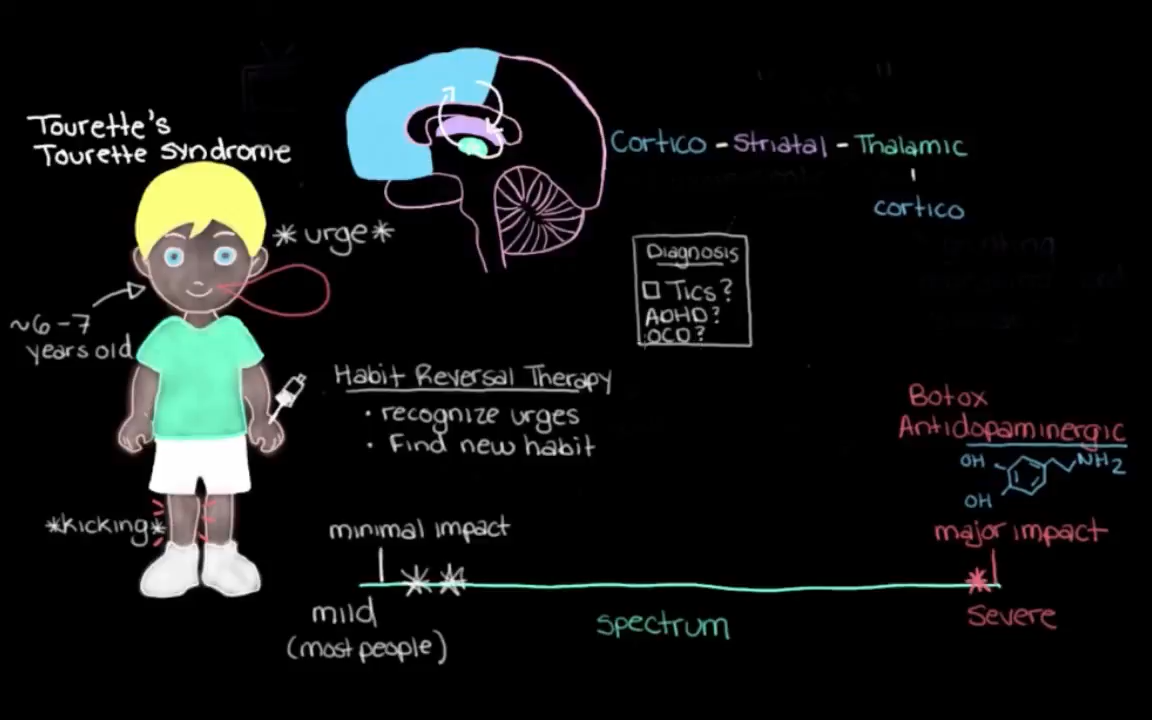 Tourette's
Tourette syndrome
*urge*
~6-7
years old
*kicking*
Cortico - Striatal - Thalamic
cortico
Diagnosis
Tics?
ADHD?
OCD?
Habit Reversal Therapy
• recognize urges
• Find new habit
Botox
Antidopaminergic
OH
NH2
OH
minimal impact
major impact
mild
(most people)
spectrum
Severe